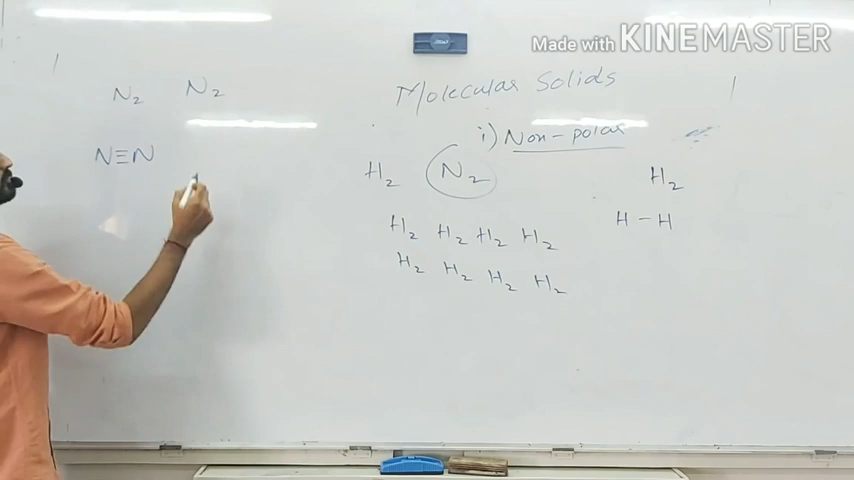 Made with KINEMASTER
Molecular Solids
i) Non-polar
N2 N2
N≡N
H2 N2 H2
H-H
H2 H2 H2 H2
H2 H2 H2 H2